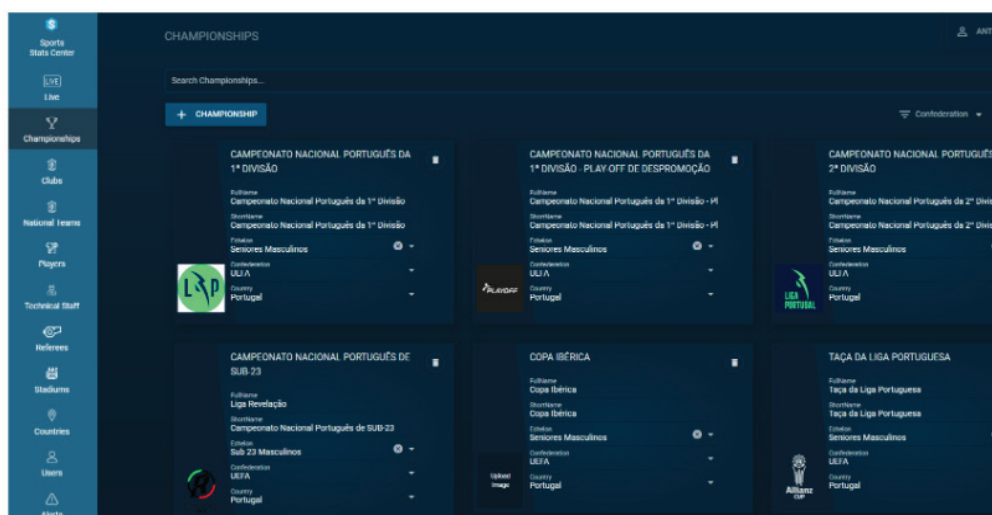 Sports
Stats Center
LIVE
Live
Championships
Clubs
National Teams
Players
Technical Staff
Referees
Stadiums
Countries
Users
Alerts
CHAMPIONSHIPS
ANT
Search Championships...
+ CHAMPIONSHIP
Confederation
CAMPEONATO NACIONAL PORTUGUÊS DA
1ª DIVISÃO
FullName
Campeonato Nacional Português da 1ª Divisão
ShortName
Campeonato Nacional Português da 1ª Divisão
Echelon
Seniores Masculinos
Confederation
UEFA
Country
Portugal
CAMPEONATO NACIONAL PORTUGUÊS DA
1ª DIVISÃO - PLAY-OFF DE DESPROMOÇÃO
FullName
Campeonato Nacional Português da 1ª Divisão - Pl
ShortName
Campeonato Nacional Português da 1ª Divisão - Pl
Echelon
Seniores Masculinos
Confederation
UEFA
Country
Portugal
PLAYOFF
CAMPEONATO NACIONAL PORTUGUÊS
2ª DIVISÃO
FullName
Campeonato Nacional Português da 2ª Divis
ShortName
Campeonato Nacional Português da 2ª Divis
Echelon
Seniores Masculinos
Confederation
UEFA
Country
Portugal
LIGA
PORTUGAL
CAMPEONATO NACIONAL PORTUGUÊS DE
SUB-23
FullName
Liga Revelação
ShortName
Campeonato Nacional Português de SUB-23
Echelon
Sub 23 Masculinos
Confederation
UEFA
Country
Portugal
COPA IBÉRICA
FullName
Copa Ibérica
ShortName
Copa Ibérica
Echelon
Seniores Masculinos
Confederation
UEFA
Country
Portugal
Upload
Image
TAÇA DA LIGA PORTUGUESA
FullName
Taça da Liga Portuguesa
ShortName
Taça da Liga Portuguesa
Echelon
Seniores Masculinos
Confederation
UEFA
Country
Portugal
Allianz
CUP